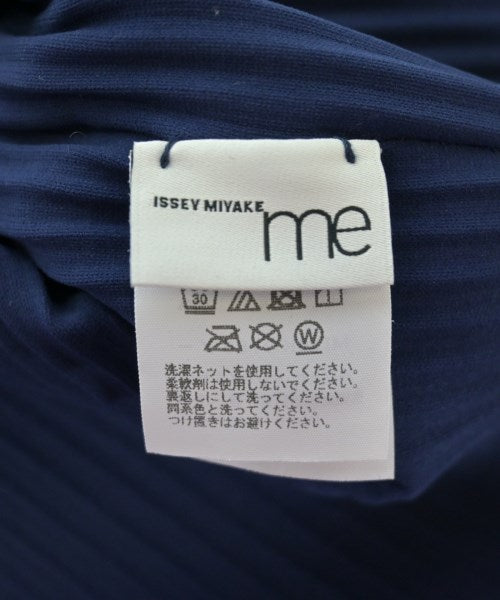 ISSEY MIYAKE me
30
W
洗濯ネットを使用してください。
柔軟剤は使用しないでください。
裏返しにして洗ってください。
同系色と洗ってください。
つけ置きはお避けください。